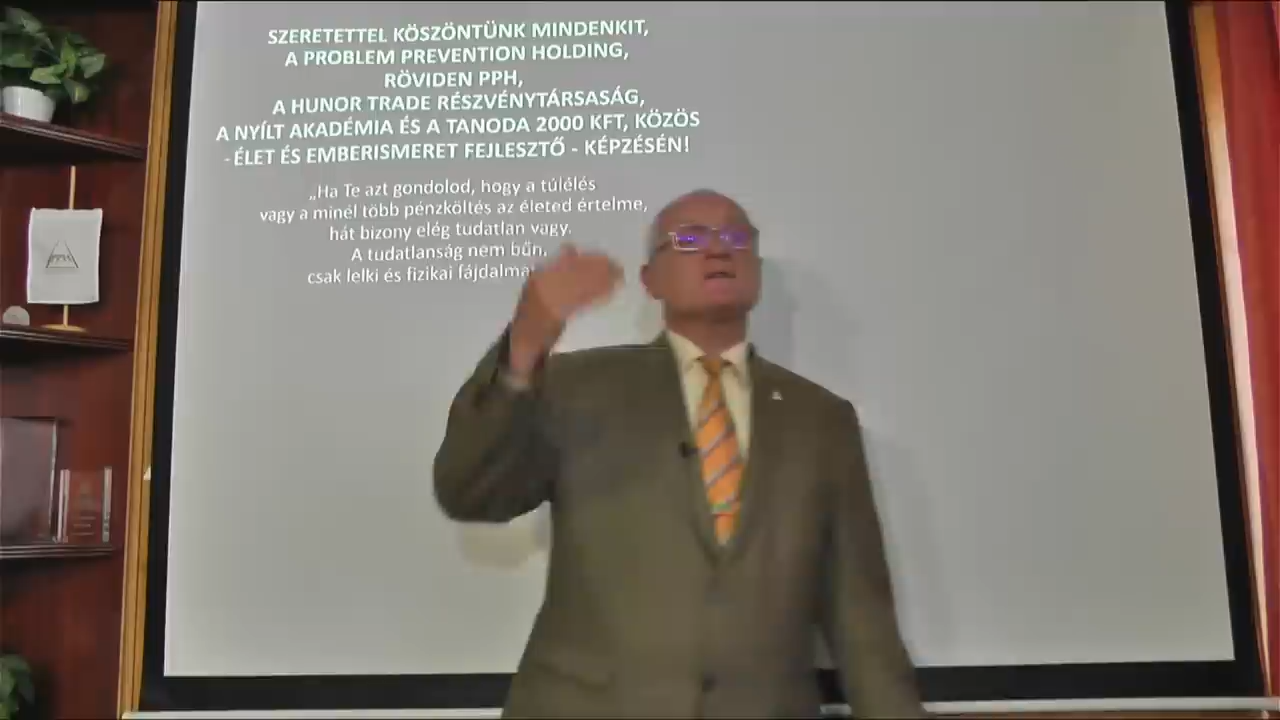 SZERETETTEL KÖSZÖNTÜNK MINDENKIT,
A PROBLEM PREVENTION HOLDING,
RÖVIDEN PPH,
A HUNOR TRADE RÉSZVÉNYTÁRSASÁG,
A NYÍLT AKADÉMIA ÉS A TANODA 2000 KFT, KÖZÖS
- ÉLET ÉS EMBERISMERET FEJLESZTŐ - KÉPZÉSÉN!
„Ha Te azt gondolod, hogy a túlélés
vagy a minél több pénzköltés az életed értelme,
hát bizony elég tudatlan vagy.
A tudatlanság nem bűn,
csak lelki és fizikai